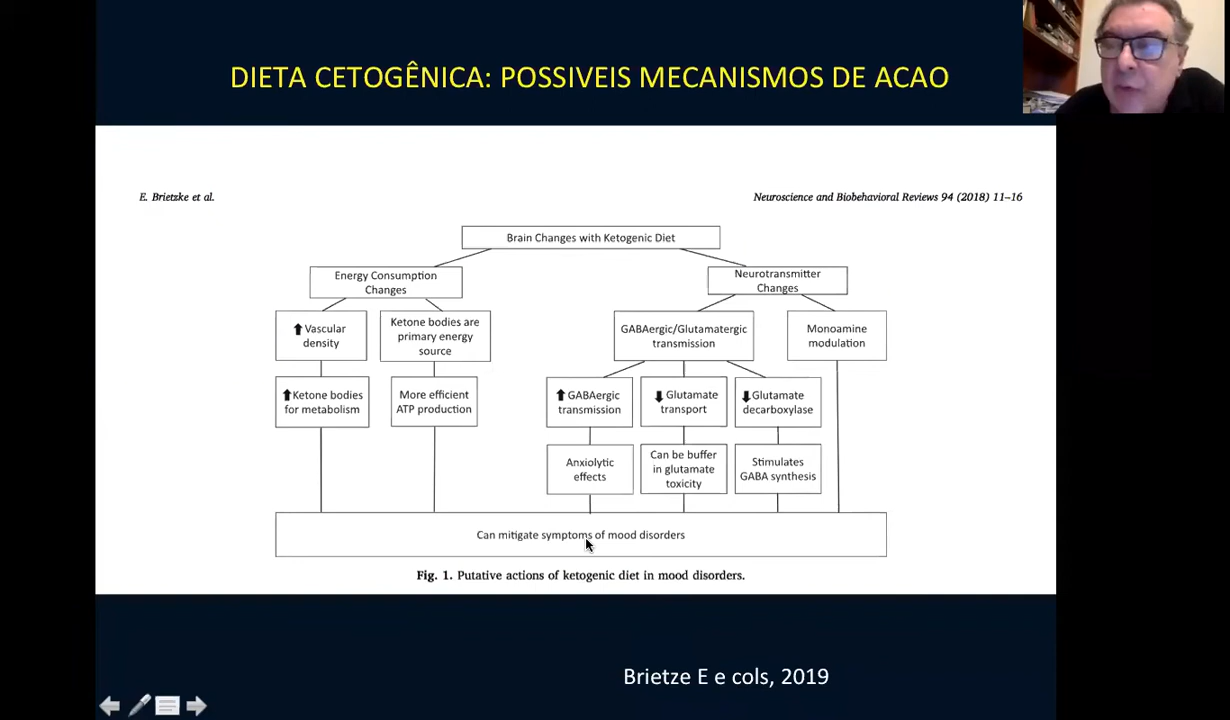 DIETA CETOGÊNICA: POSSIVEIS MECANISMOS DE ACAO
E. Brietzke et al.
Neuroscience and Biobehavioral Reviews 94 (2018) 11–16
Brain Changes with Ketogenic Diet
Energy Consumption
Changes
Neurotransmitter
Changes
⬆Vascular
density
Ketone bodies are
primary energy
source
GABAergic/Glutamatergic
transmission
Monoamine
modulation
⬆Ketone bodies
for metabolism
More efficient
ATP production
⬆GABAergic
transmission
⬇Glutamate
transport
⬇Glutamate
decarboxylase
Anxiolytic
effects
Can be buffer
in glutamate
toxicity
Stimulates
GABA synthesis
Can mitigate symptoms of mood disorders
Fig. 1. Putative actions of ketogenic diet in mood disorders.
Brietze E e cols, 2019